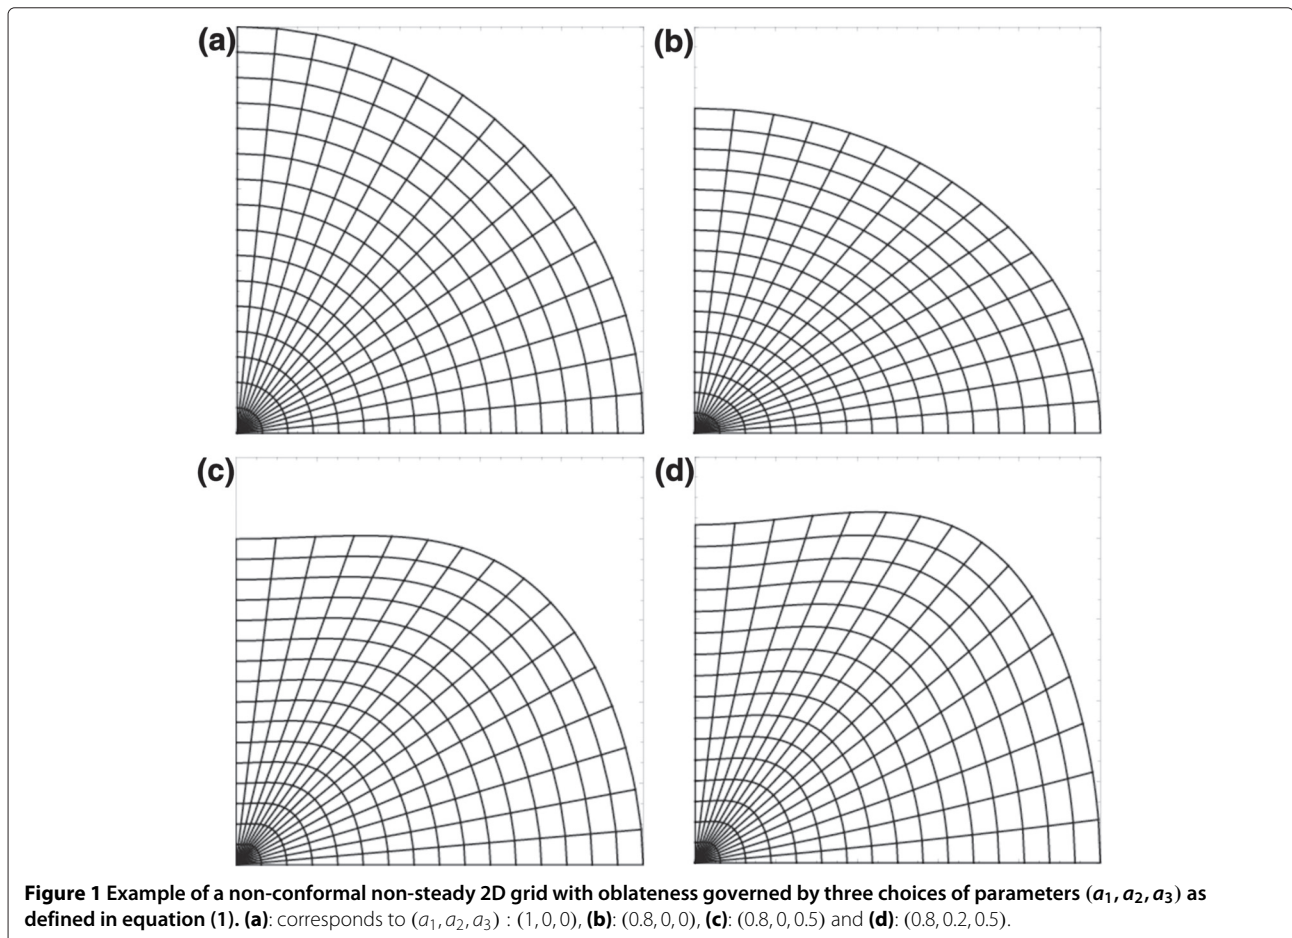 (a)
(b)
(c)
(d)
Figure 1 Example of a non-conformal non-steady 2D grid with oblateness governed by three choices of parameters (a₁, a₂, a₃) as
defined in equation (1). (a): corresponds to (a₁, a₂, a₃) : (1, 0, 0), (b): (0.8, 0, 0), (c): (0.8, 0, 0.5) and (d): (0.8, 0.2, 0.5).